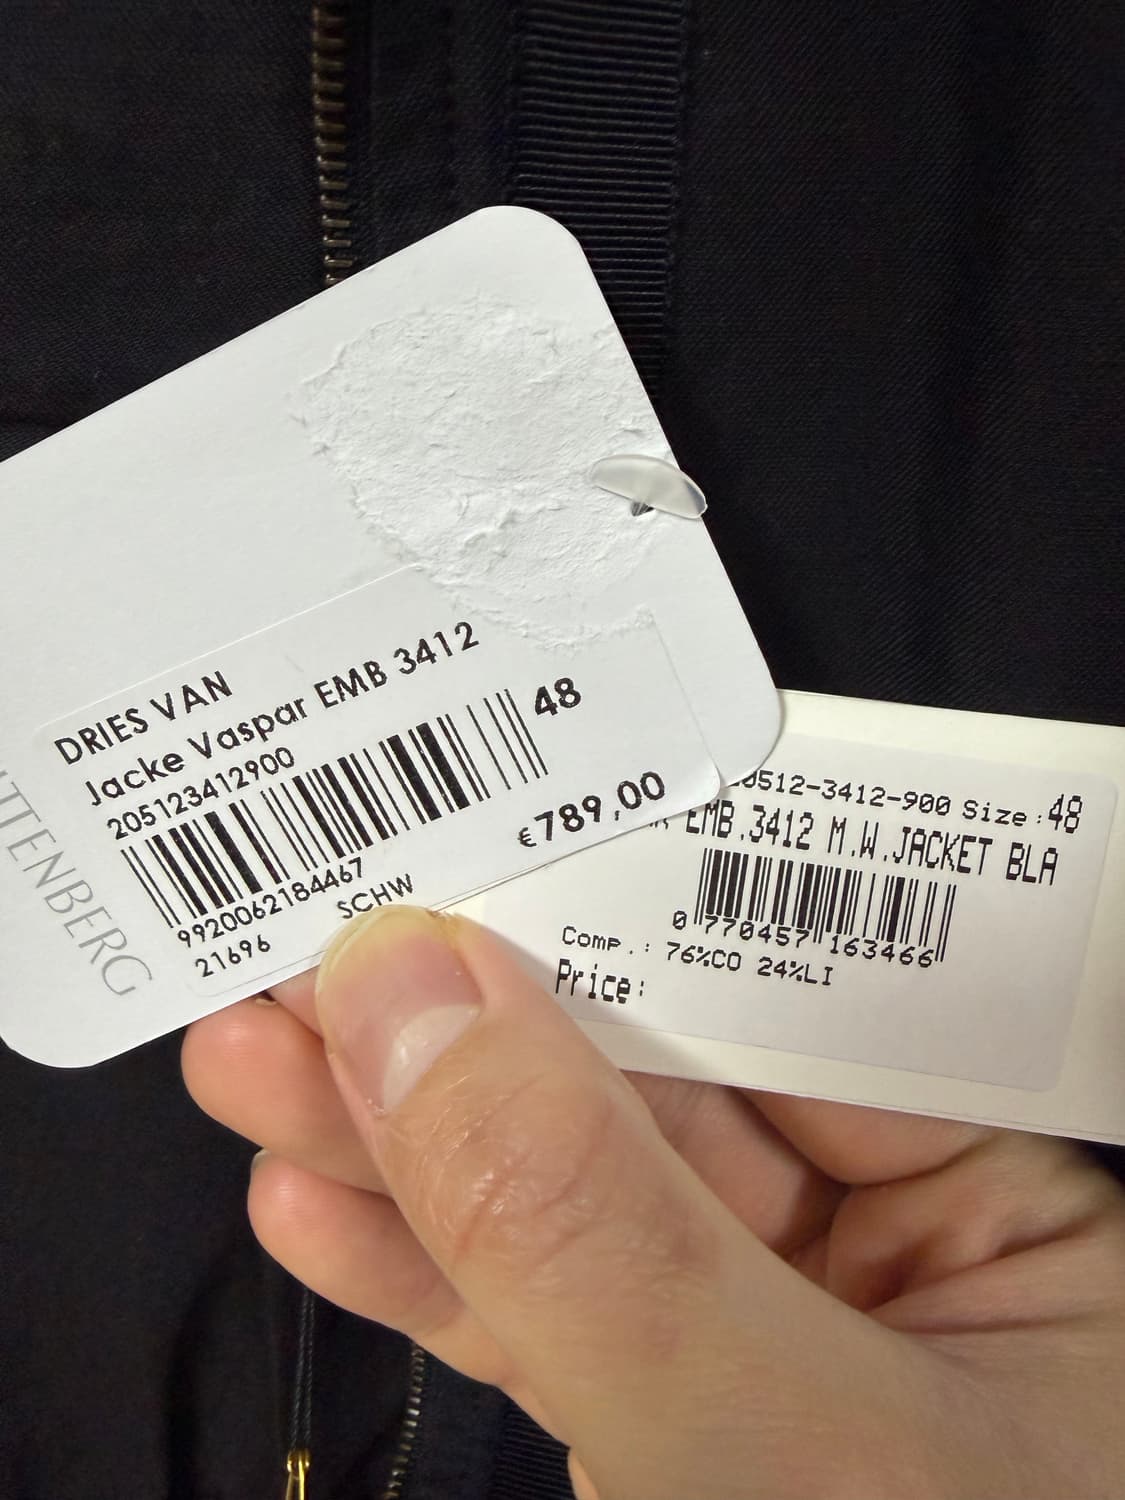 DRIES VAN
Jacke Vaspar EMB 3412
205123412900
48
€789,00
9920062184467
SCHW
21696
TTENBERG
0512-3412-900 Size:48
EMB.3412 M.W.JACKET BLA
0 770457 163466
Comp.: 76%CO 24%LI
Price: